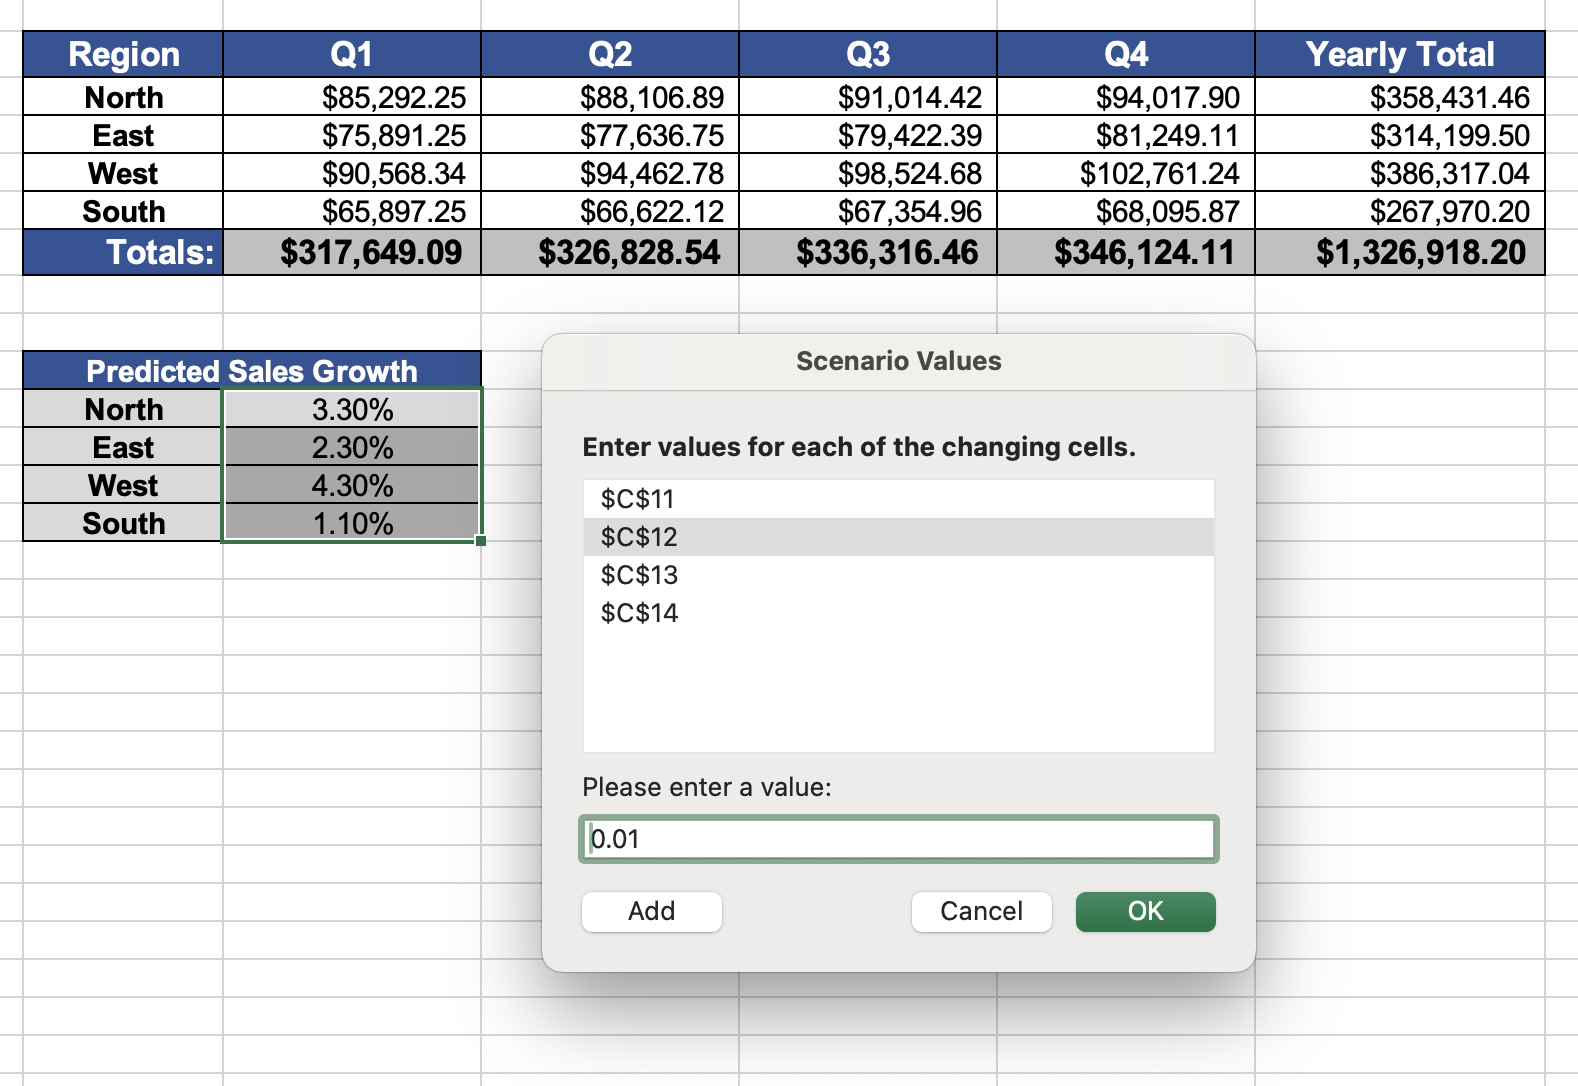 Region Q1 Q2 Q3 Q4 Yearly Total
North $85,292.25 $88,106.89 $91,014.42 $94,017.90 $358,431.46
East $75,891.25 $77,636.75 $79,422.39 $81,249.11 $314,199.50
West $90,568.34 $94,462.78 $98,524.68 $102,761.24 $386,317.04
South $65,897.25 $66,622.12 $67,354.96 $68,095.87 $267,970.20
Totals: $317,649.09 $326,828.54 $336,316.46 $346,124.11 $1,326,918.20
Predicted Sales Growth
North 3.30%
East 2.30%
West 4.30%
South 1.10%
Scenario Values
Enter values for each of the changing cells.
$C$11
$C$12
$C$13
$C$14
Please enter a value:
0.01
Add Cancel OK